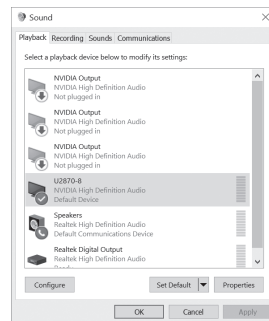 Sound
Playback Recording Sounds Communications
Select a playback device below to modify its settings:
NVIDIA Output
NVIDIA High Definition Audio
Not plugged in
NVIDIA Output
NVIDIA High Definition Audio
Not plugged in
NVIDIA Output
NVIDIA High Definition Audio
Not plugged in
U2870-8
NVIDIA High Definition Audio
Default Device
Speakers
Realtek High Definition Audio
Default Communications Device
Realtek Digital Output
Realtek High Definition Audio
Ready
Configure Set Default Properties
OK Cancel Apply